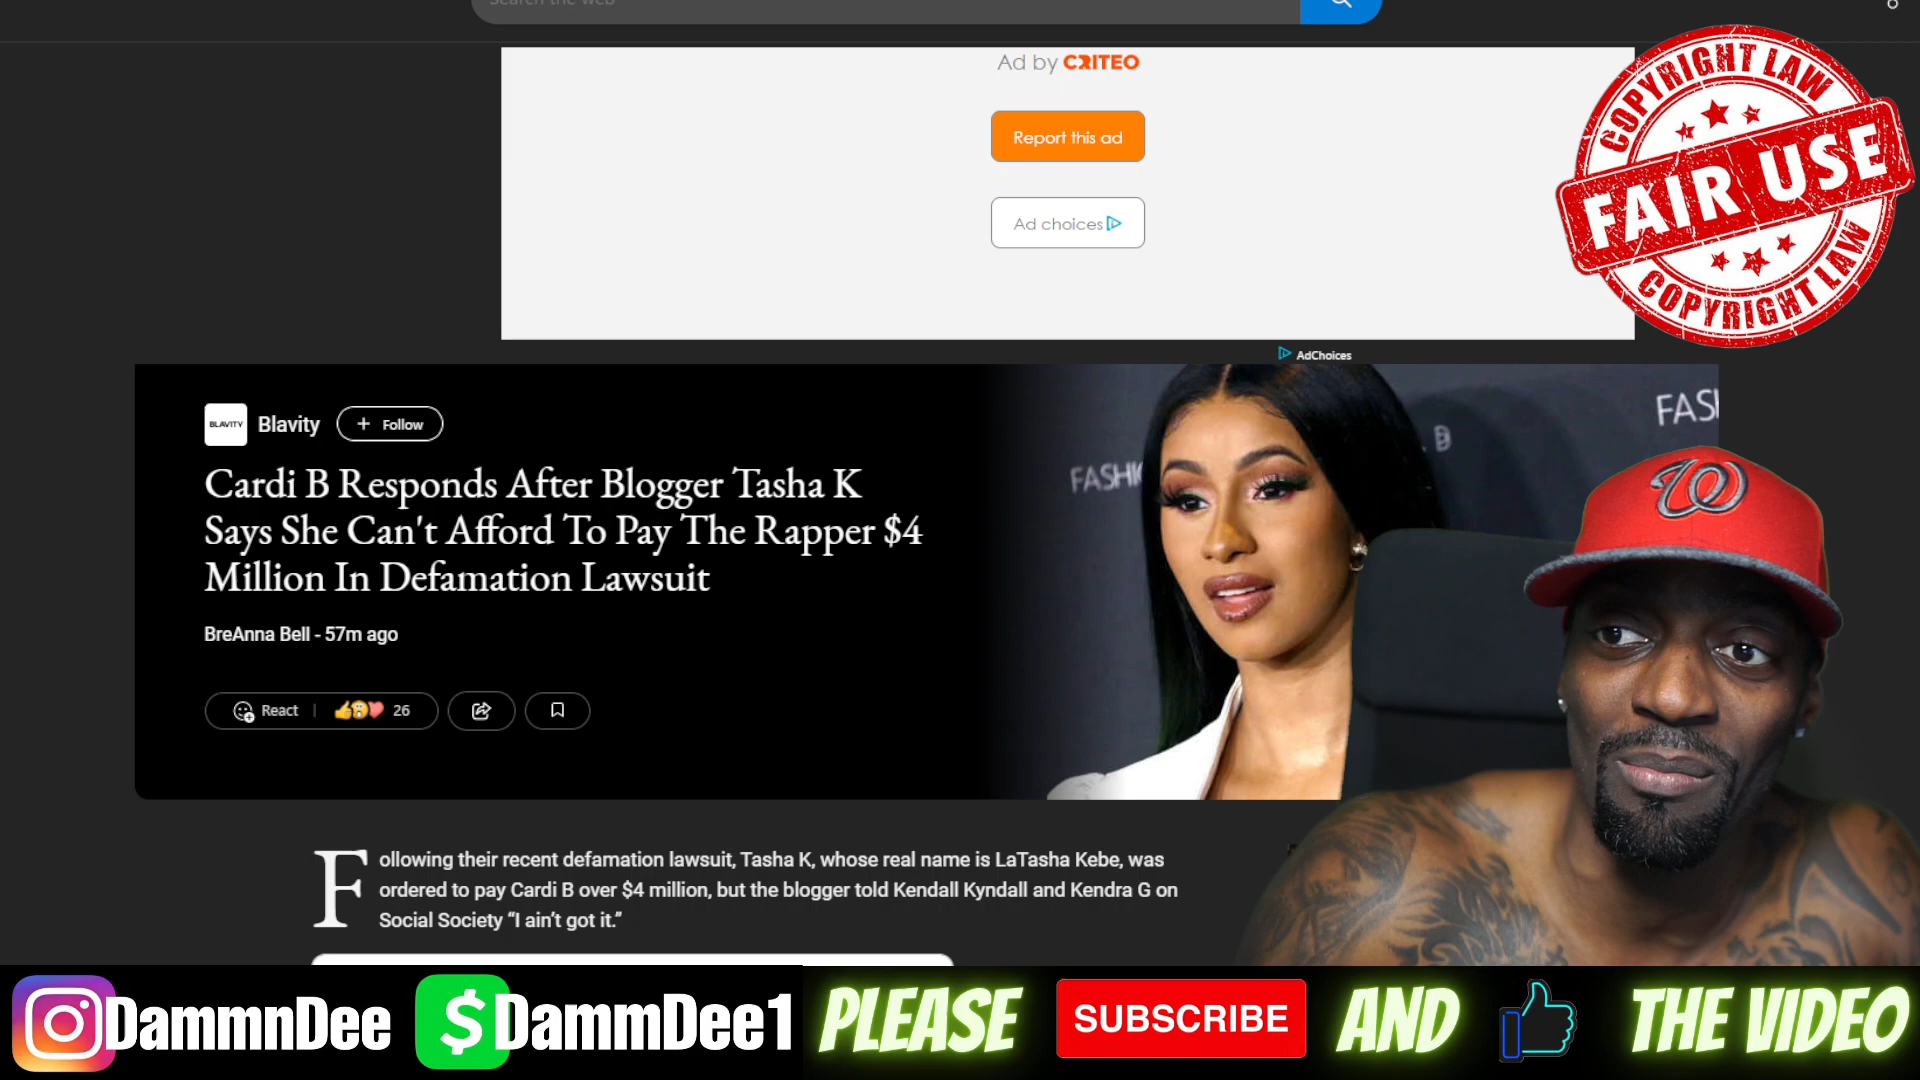 Search the web
Ad by CRITEO
Report this ad
Ad choices
AdChoices
COPYRIGHT LAW
FAIR USE
COPYRIGHT LAW
BLAVITY
Blavity
+ Follow
Cardi B Responds After Blogger Tasha K
Says She Can't Afford To Pay The Rapper $4
Million In Defamation Lawsuit
BreAnna Bell - 57m ago
React
26
FASHI
B
FAS
W
Following their recent defamation lawsuit, Tasha K, whose real name is LaTasha Kebe, was
ordered to pay Cardi B over $4 million, but the blogger told Kendall Kyndall and Kendra G on
Social Society “I ain’t got it.”
DammnDee
$
DammDee1
PLEASE
SUBSCRIBE
AND
THE VIDEO